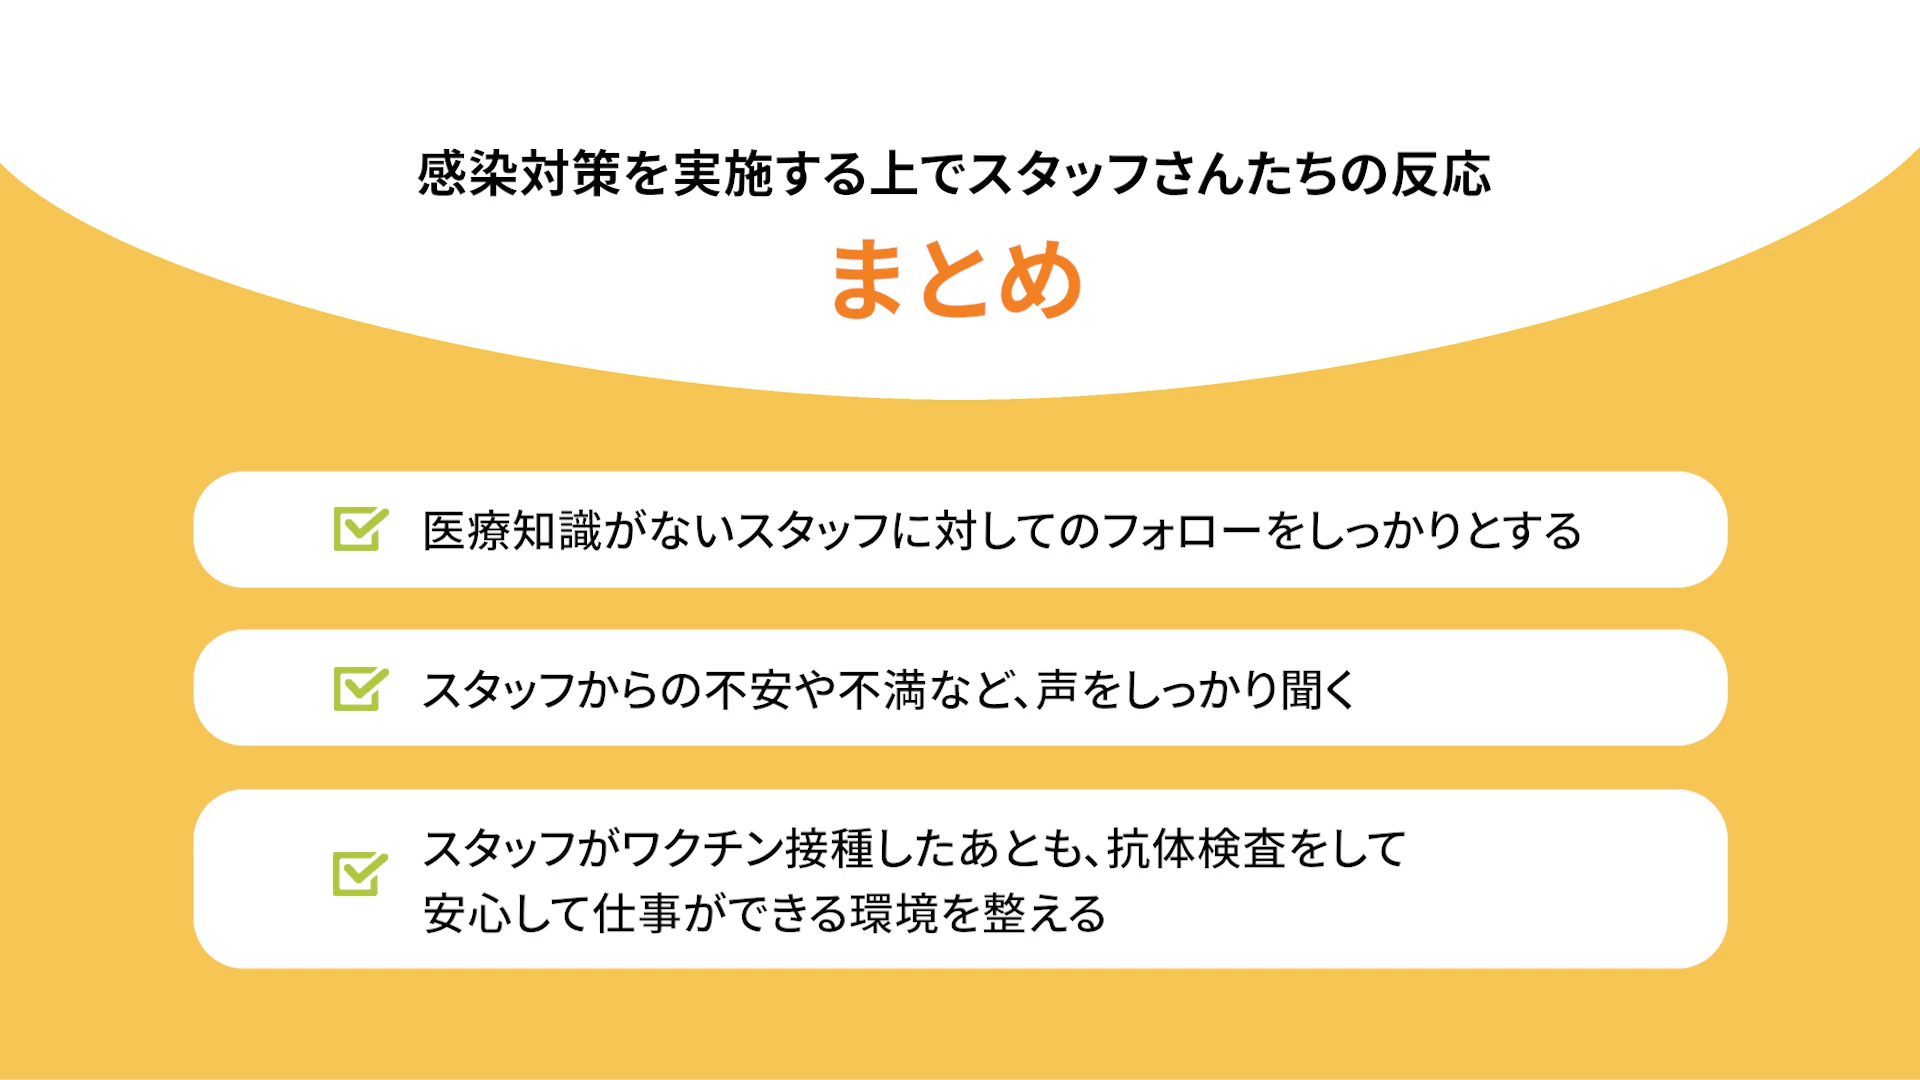 感染対策を実施する上でスタッフさんたちの反応
まとめ
医療知識がないスタッフに対してのフォローをしっかりとする
スタッフからの不安や不満など、声をしっかり聞く
スタッフがワクチン接種したあとも、抗体検査をして
安心して仕事ができる環境を整える